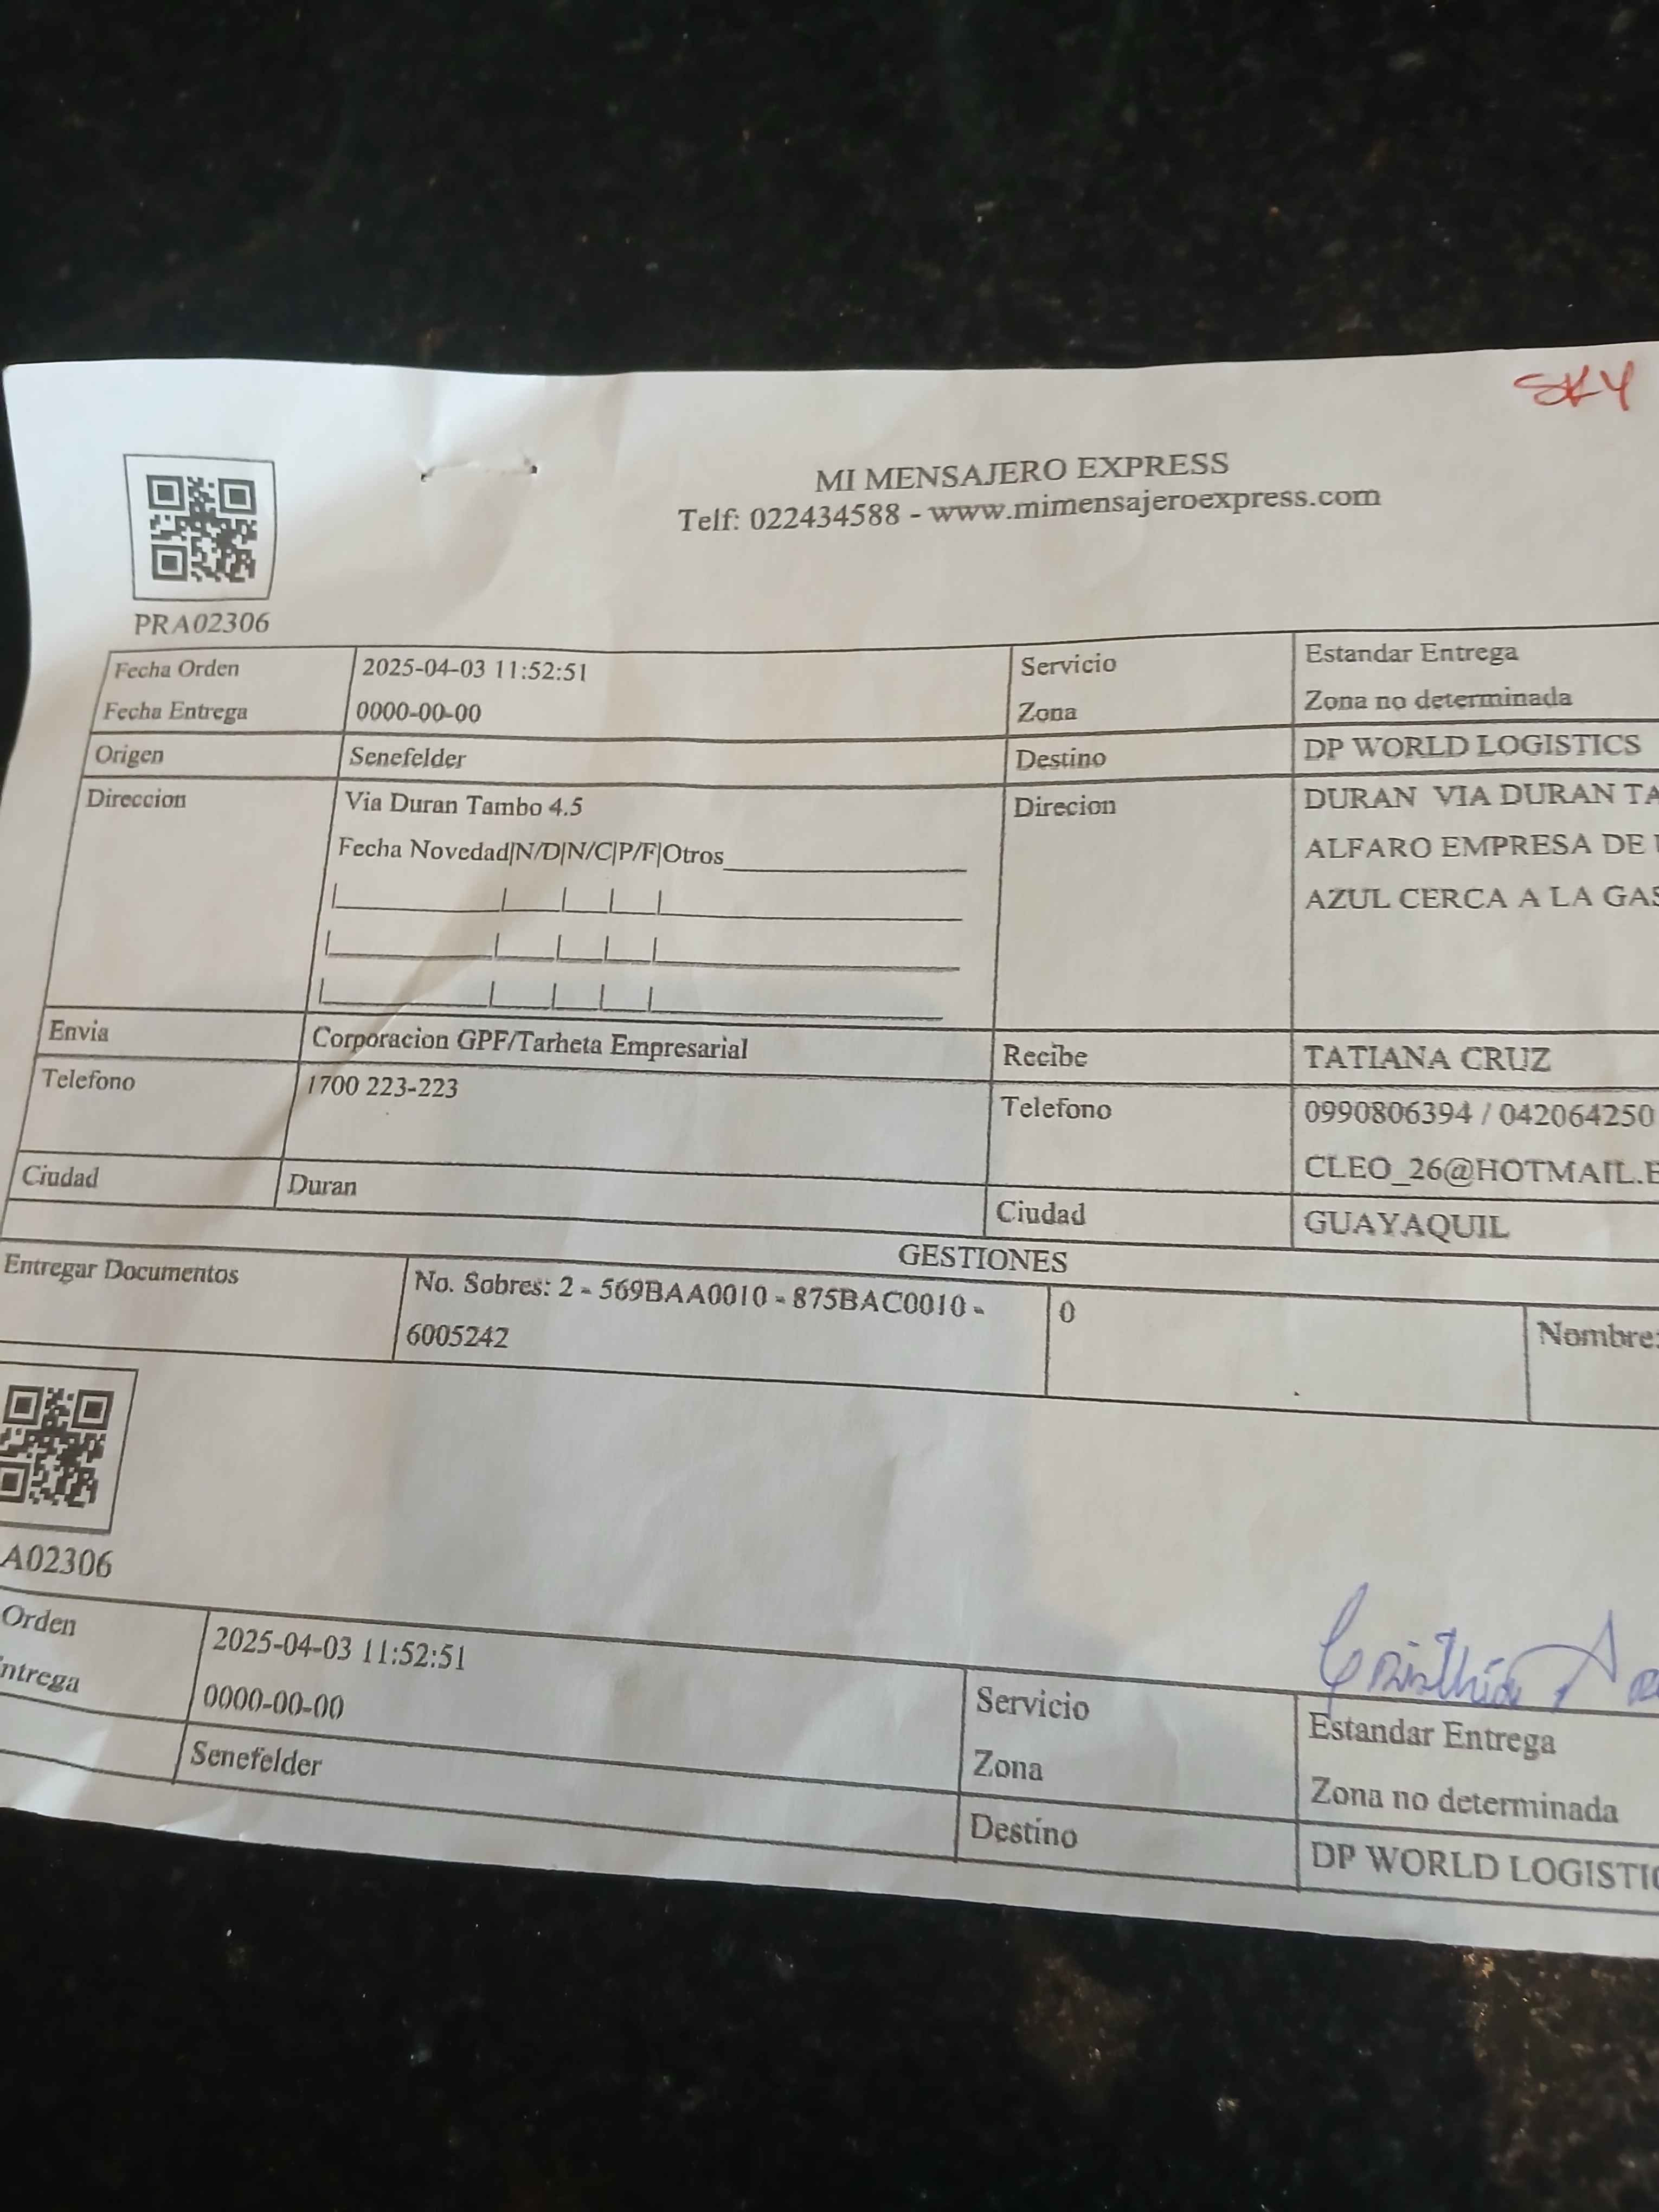 SKY
MI MENSAJERO EXPRESS
Telf: 022434588 - www.mimensajeroexpress.com
PRA02306
Fecha Orden 2025-04-03 11:52:51 Servicio Estandar Entrega
Fecha Entrega 0000-00-00 Zona Zona no determinada
Origen Senefelder Destino DP WORLD LOGISTICS
Direccion Via Duran Tambo 4.5 Direcion DURAN VIA DURAN TA
Fecha Novedad|N/D|N/C|P/F|Otros ALFARO EMPRESA DE
AZUL CERCA A LA GAS
Envia Corporacion GPF/Tarheta Empresarial Recibe TATIANA CRUZ
Telefono 1700 223-223 Telefono 0990806394 / 042064250
CLEO_26@HOTMAIL.E
Ciudad Duran Ciudad GUAYAQUIL
GESTIONES
Entregar Documentos No. Sobres: 2 - 569BAA0010 - 875BAC0010 - 0 Nombre:
6005242
A02306
Orden 2025-04-03 11:52:51 Servicio Estandar Entrega
ntrega 0000-00-00 Zona Zona no determinada
Senefelder Destino DP WORLD LOGISTIC